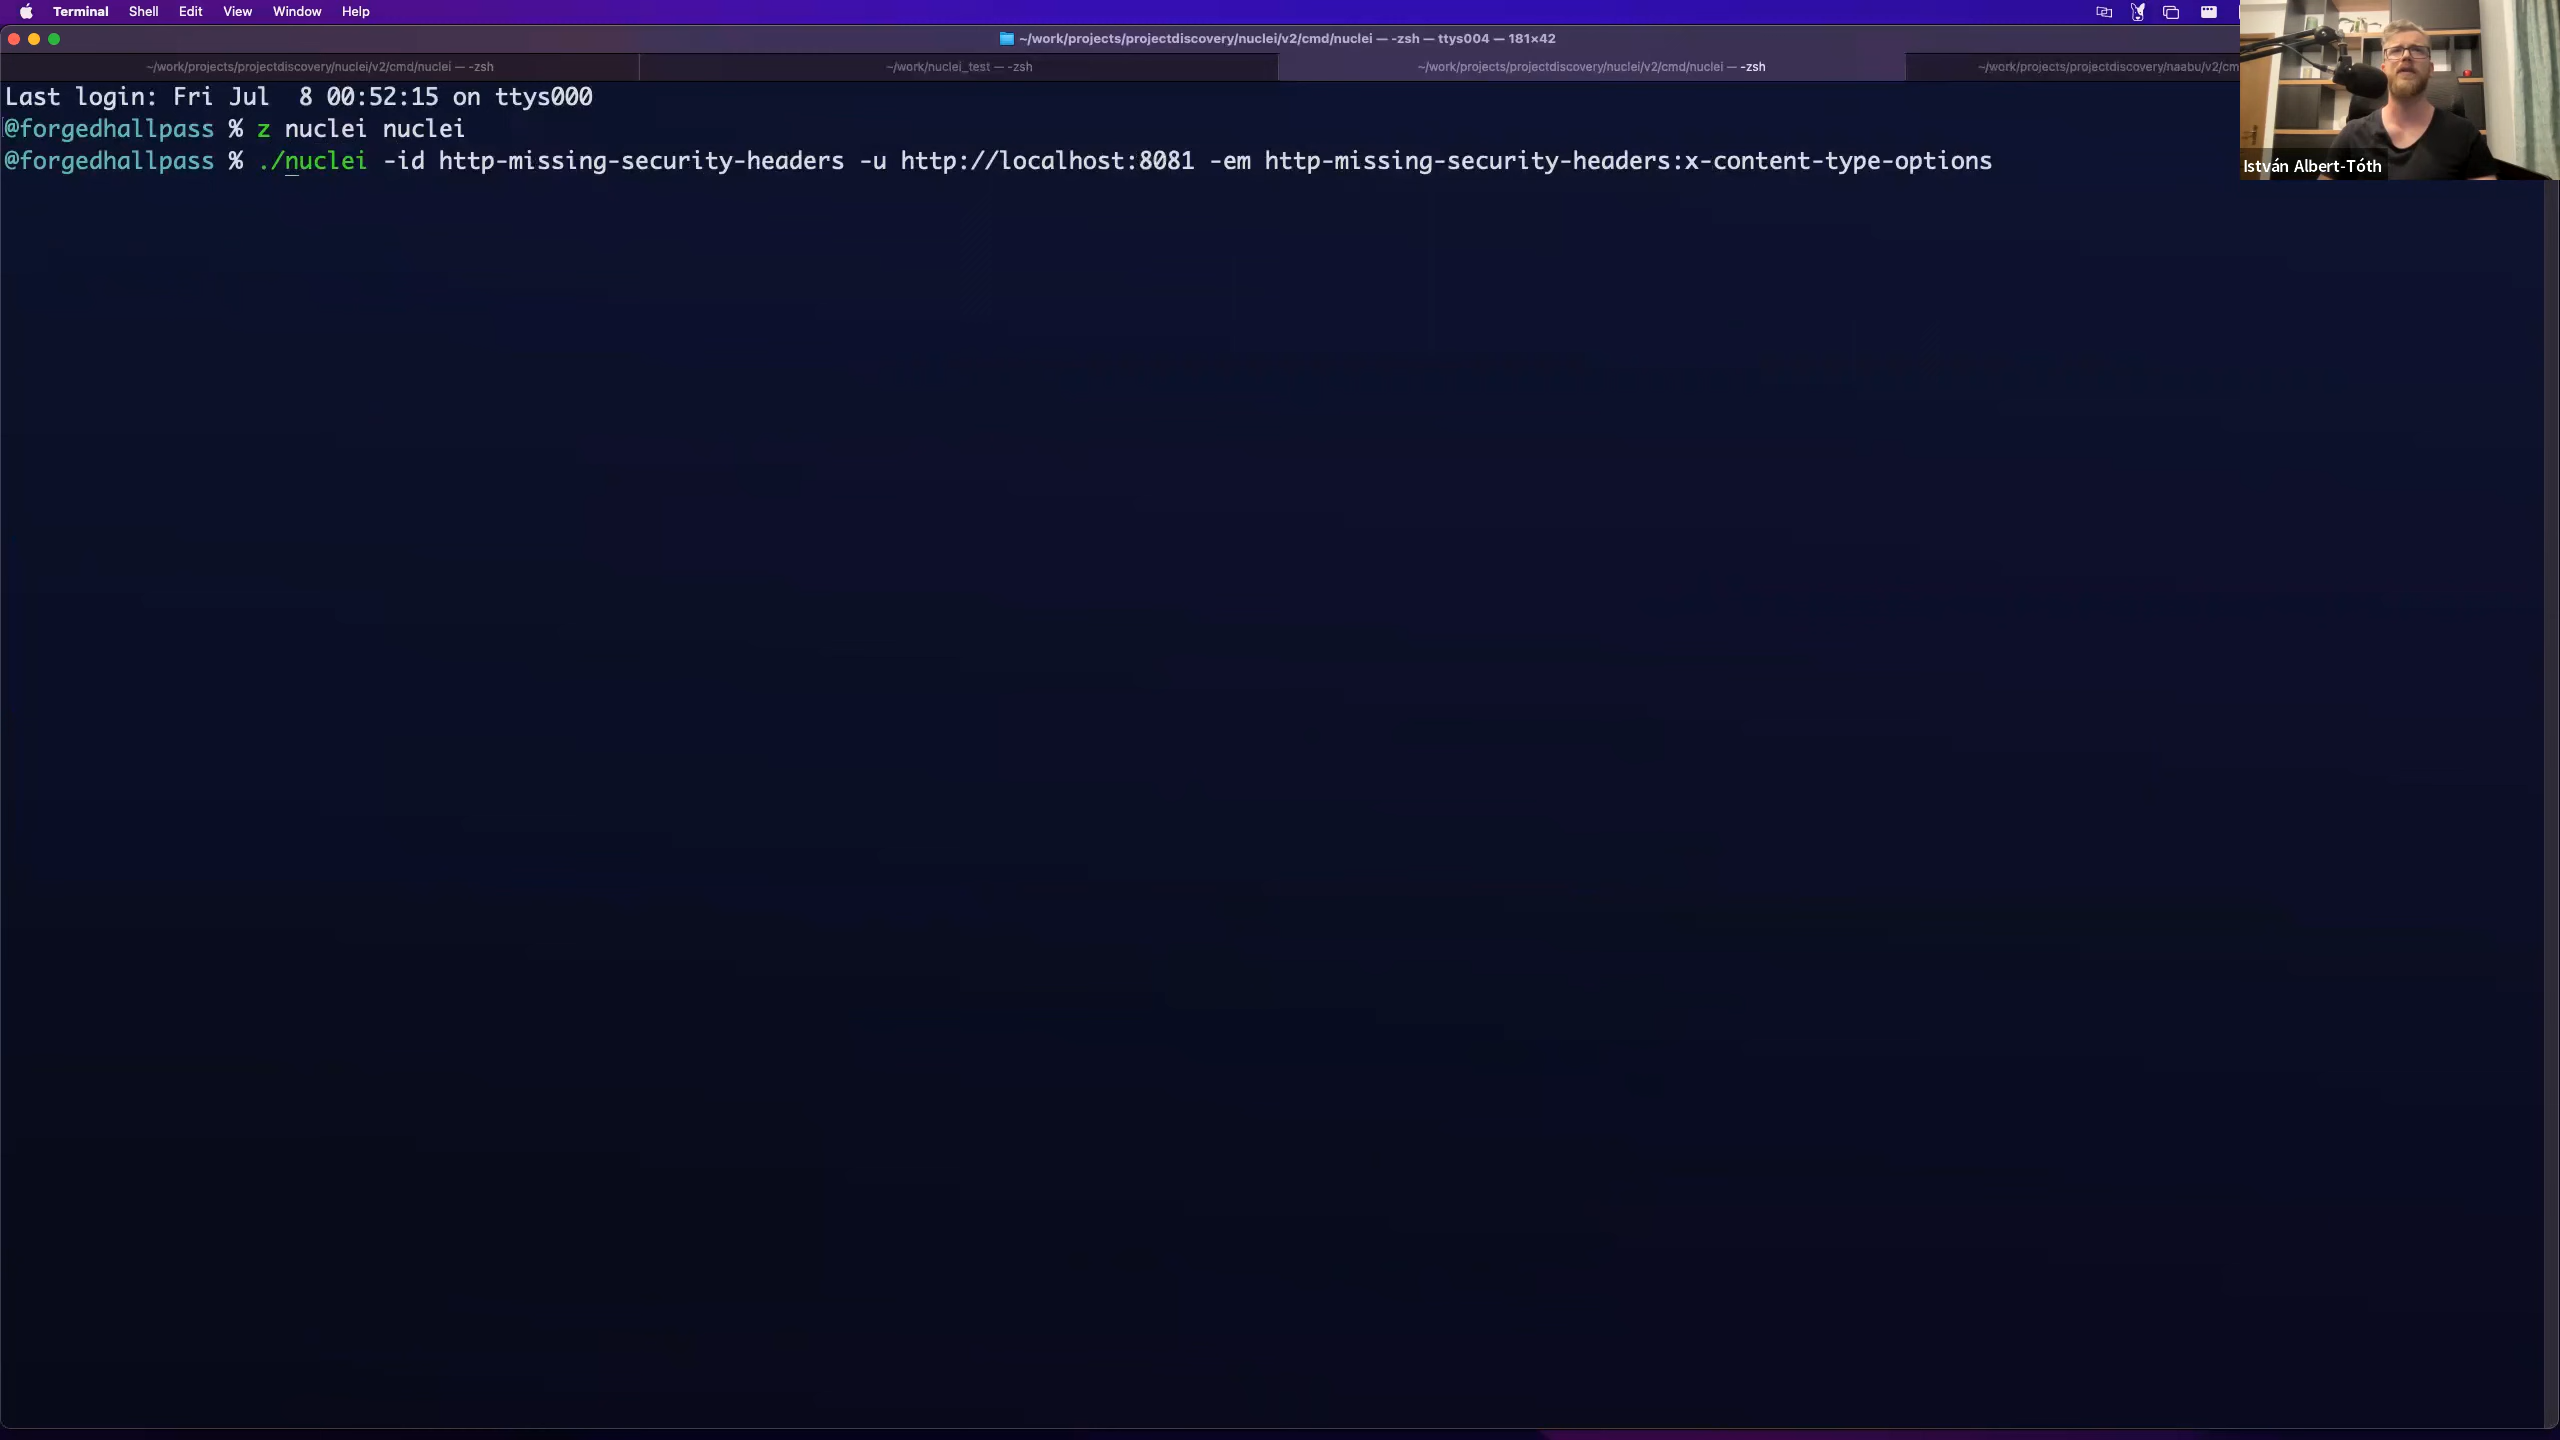 Terminal Shell Edit View Window Help
~/work/projects/projectdiscovery/nuclei/v2/cmd/nuclei — -zsh — ttys004 — 181×42
~/work/projects/projectdiscovery/nuclei/v2/cmd/nuclei — -zsh
~/work/nuclei_test — -zsh
~/work/projects/projectdiscovery/nuclei/v2/cmd/nuclei — -zsh
~/work/projects/projectdiscovery/naabu/v2/cm
Last login: Fri Jul  8 00:52:15 on ttys000
@forgedhallpass % z nuclei nuclei
@forgedhallpass % ./nuclei -id http-missing-security-headers -u http://localhost:8081 -em http-missing-security-headers:x-content-type-options
István Albert-Tóth